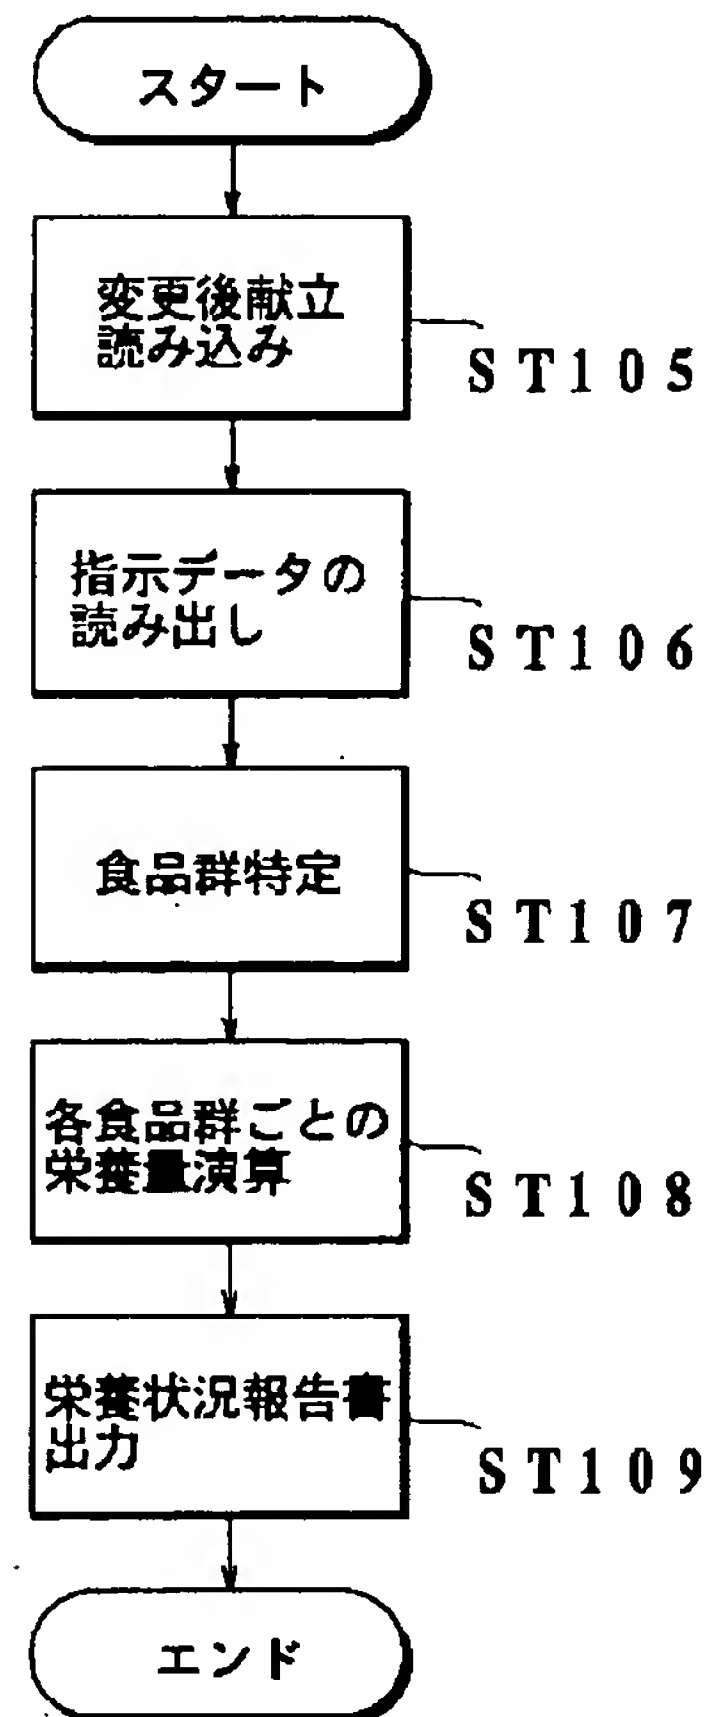 スタート
変更後献立
読み込み
ST105
指示データの
読み出し
ST106
食品群特定
ST107
各食品群ごとの
栄養量演算
ST108
栄養状況報告書
出力
ST109
エンド